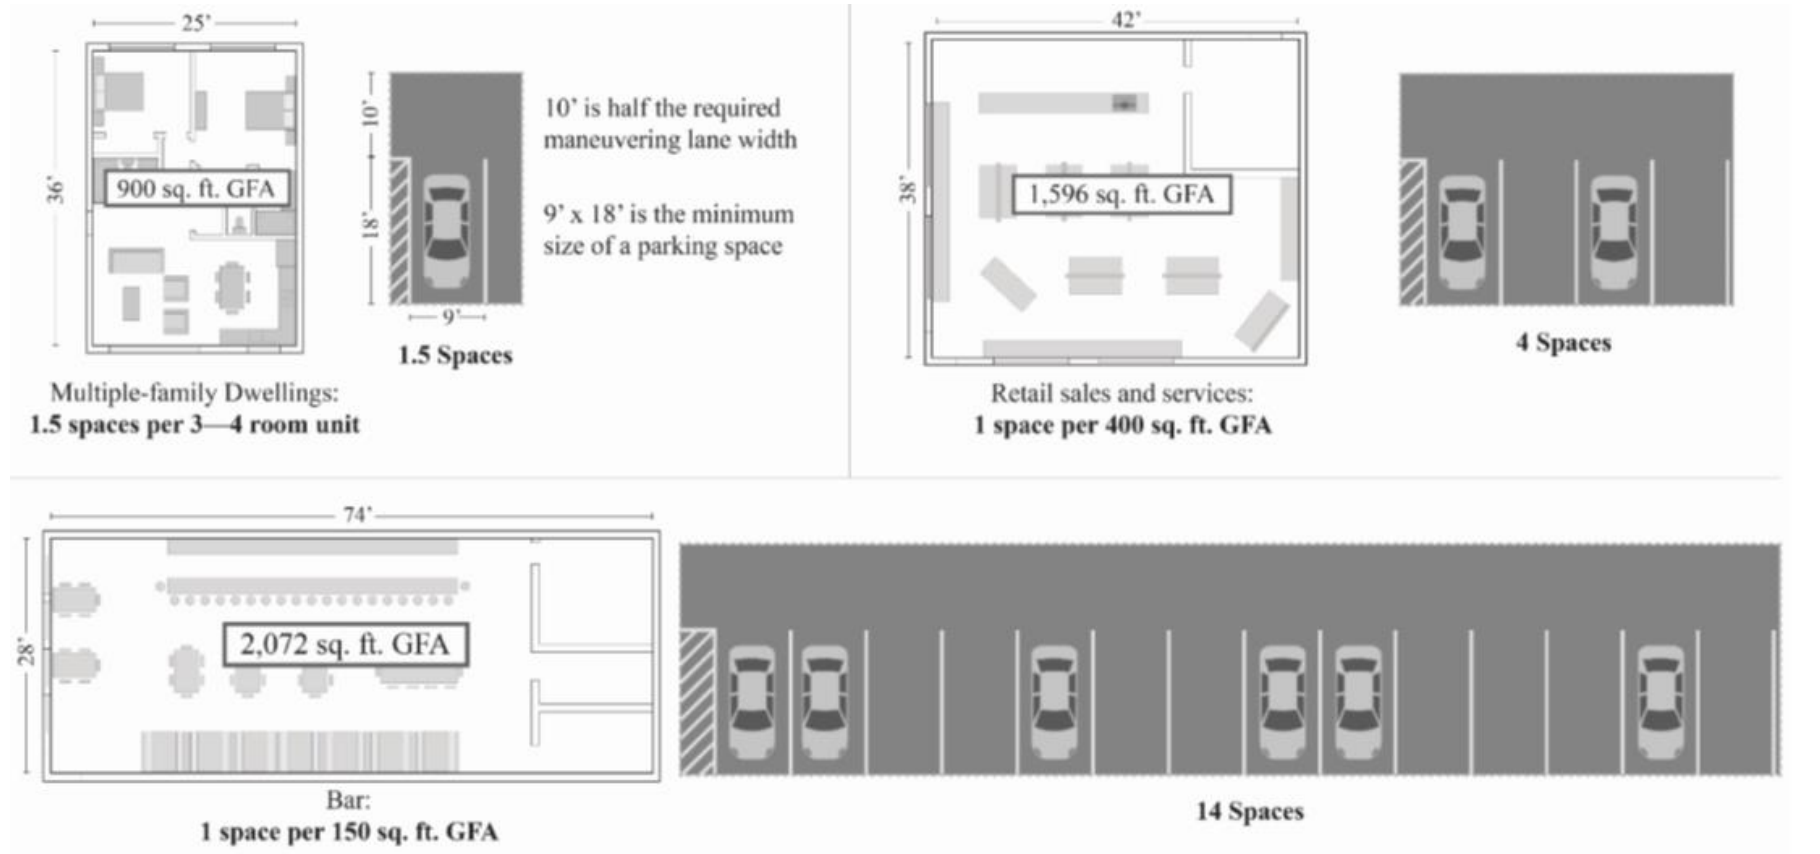 25’
36’
900 sq. ft. GFA
10’
18’
9’
1.5 Spaces
10’ is half the required
maneuvering lane width
9’ x 18’ is the minimum
size of a parking space
Multiple-family Dwellings:
1.5 spaces per 3—4 room unit
42’
38’
1,596 sq. ft. GFA
4 Spaces
Retail sales and services:
1 space per 400 sq. ft. GFA
74’
28’
2,072 sq. ft. GFA
Bar:
1 space per 150 sq. ft. GFA
14 Spaces